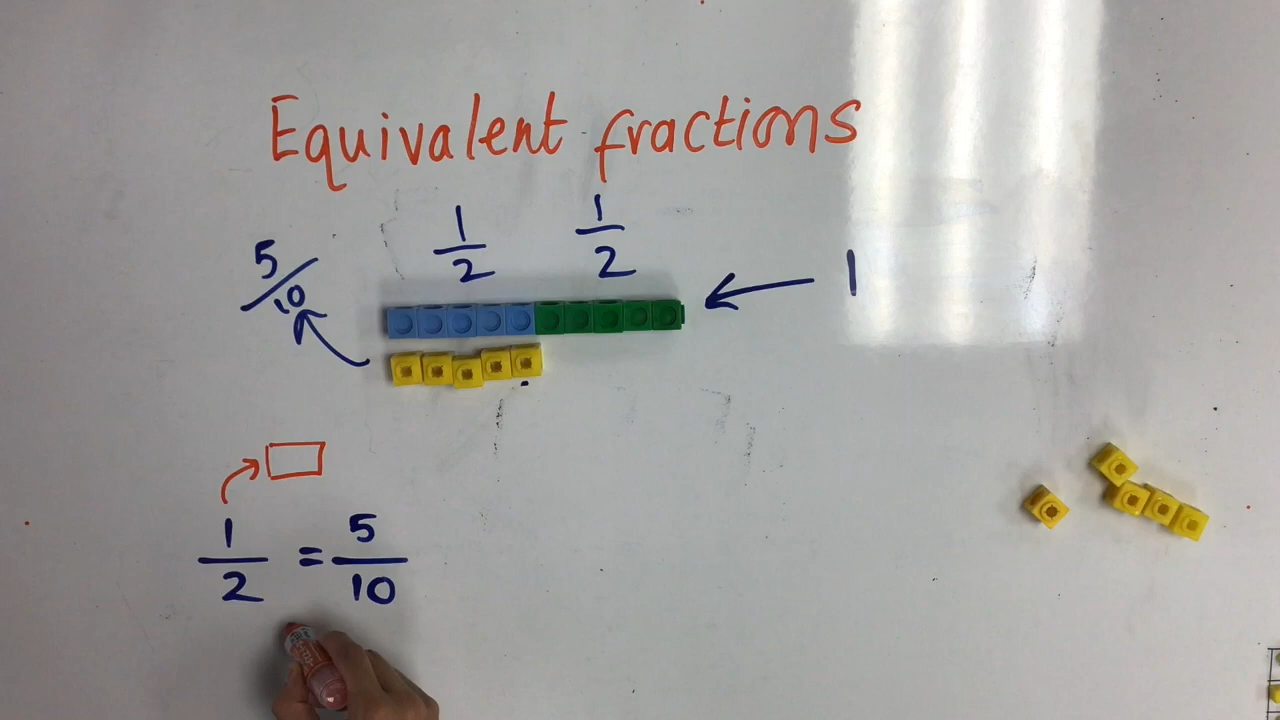 Equivalent fractions
1/2 1/2
5/10
1
1/2 = 5/10